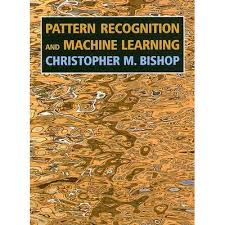 PATTERN RECOGNITION
AND MACHINE LEARNING
CHRISTOPHER M. BISHOP